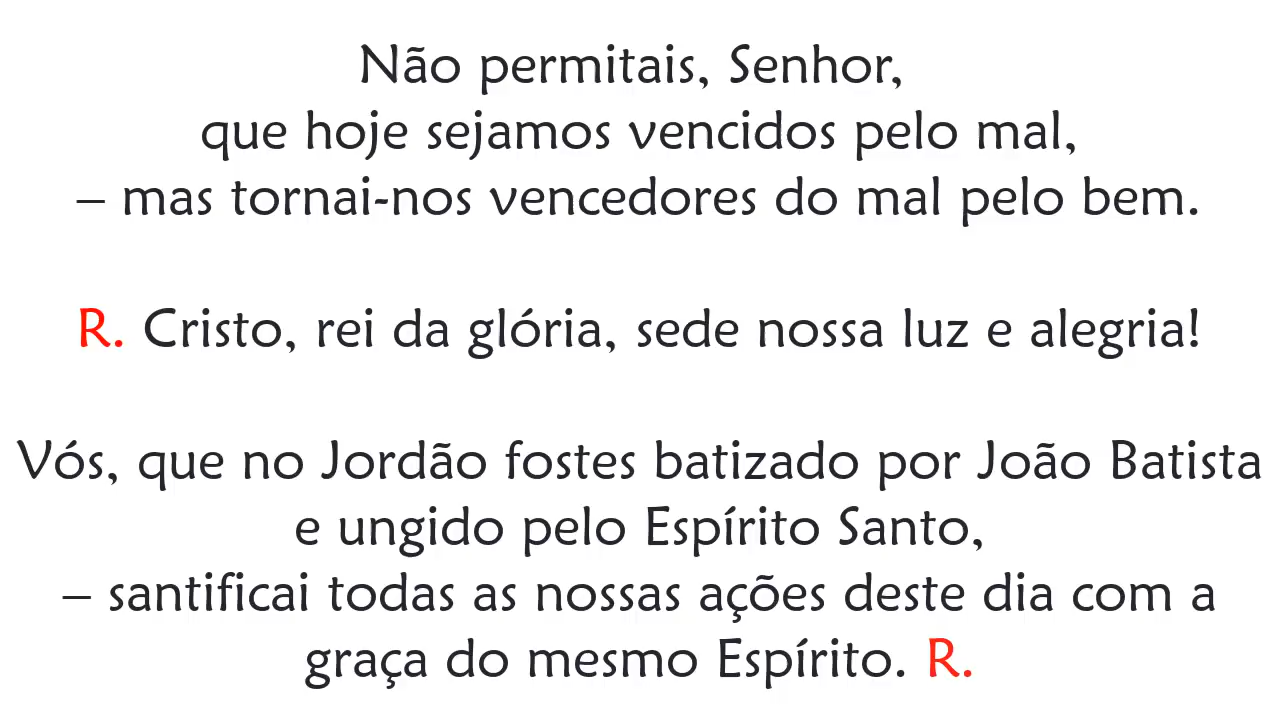 Não permitais, Senhor,
que hoje sejamos vencidos pelo mal,
– mas tornai-nos vencedores do mal pelo bem.
R. Cristo, rei da glória, sede nossa luz e alegria!
Vós, que no Jordão fostes batizado por João Batista
e ungido pelo Espírito Santo,
– santificai todas as nossas ações deste dia com a
graça do mesmo Espírito. R.